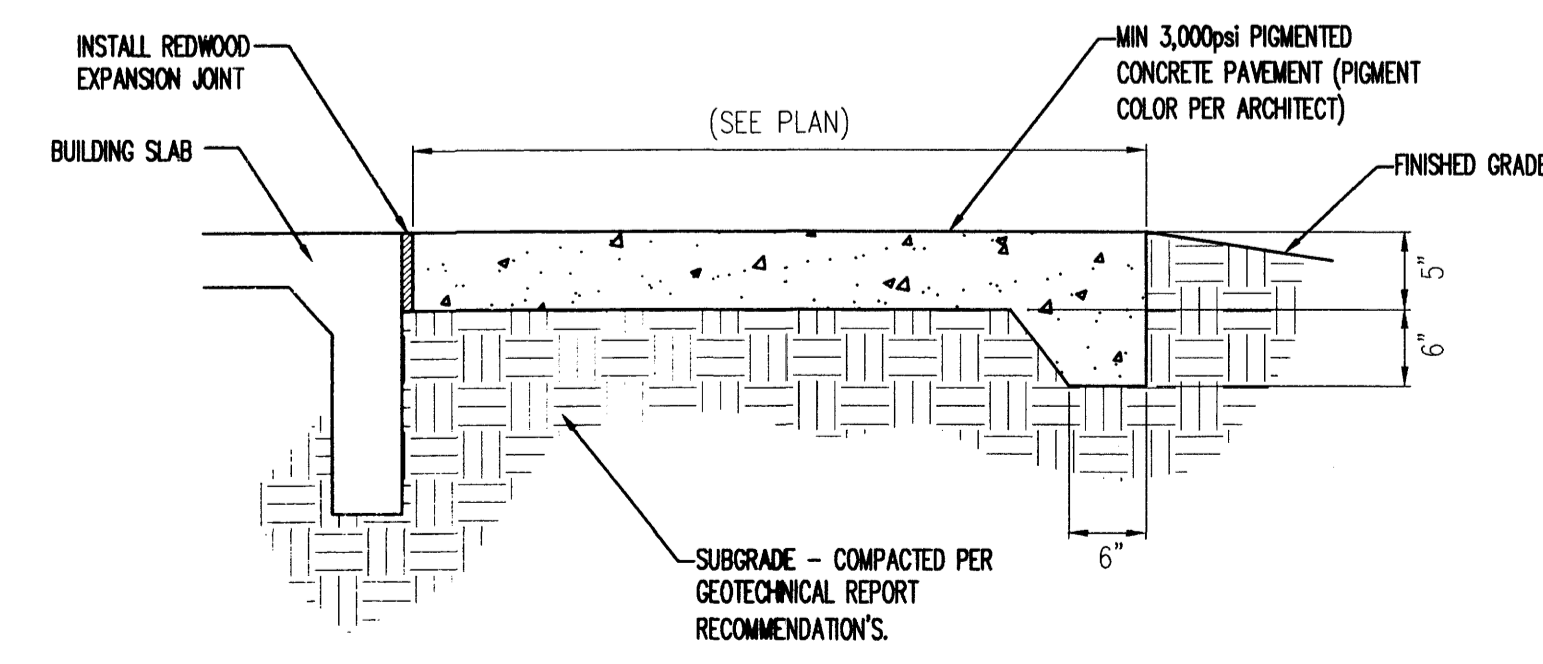 INSTALL REDWOOD
EXPANSION JOINT
BUILDING SLAB
(SEE PLAN)
MIN 3,000psi PIGMENTED
CONCRETE PAVEMENT (PIGMENT
COLOR PER ARCHITECT)
FINISHED GRADE
5"
6"
6"
SUBGRADE - COMPACTED PER
GEOTECHNICAL REPORT
RECOMMENDATION'S.